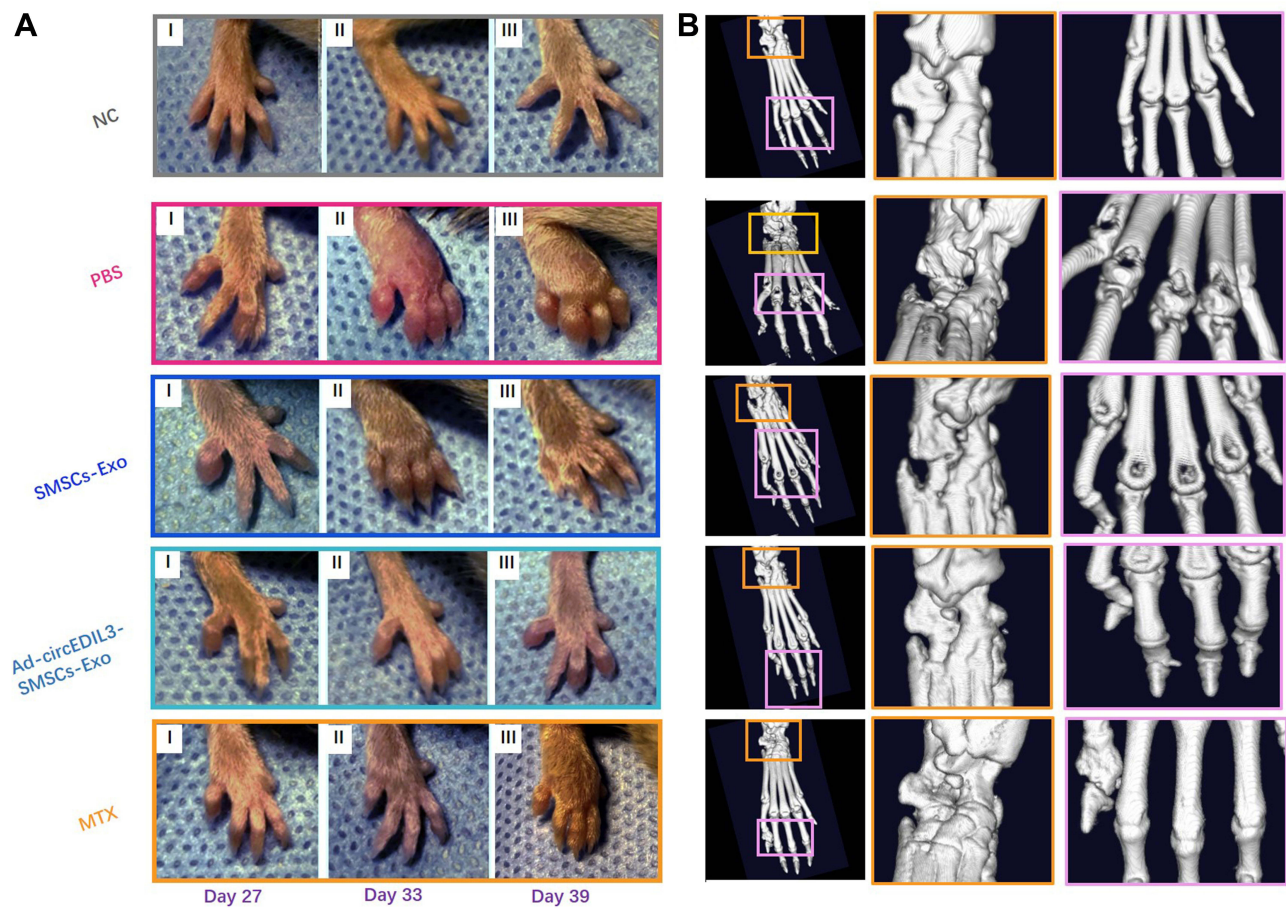 A
B
I
II
III
NC
I
II
III
PBS
I
II
III
SMSCs-Exo
I
II
III
Ad-circEDIL3-
SMSCs-Exo
I
II
III
MTX
Day 27
Day 33
Day 39